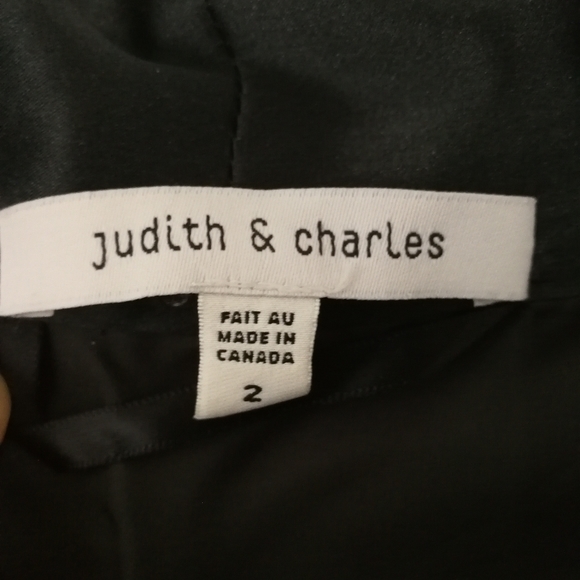 judith & charles
FAIT AU
MADE IN
CANADA
2